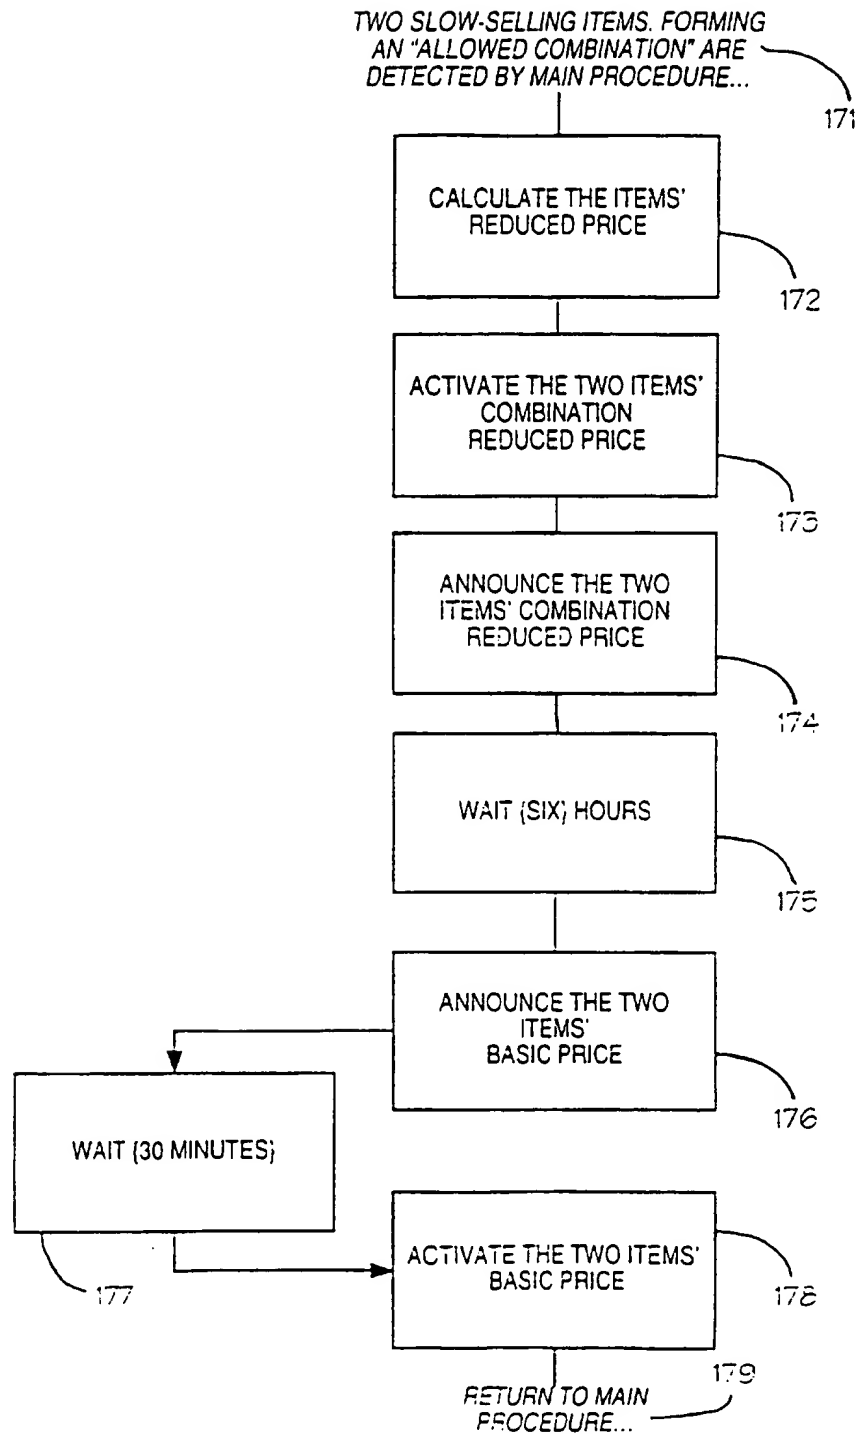 TWO SLOW-SELLING ITEMS. FORMING
AN "ALLOWED COMBINATION" ARE
DETECTED BY MAIN PROCEDURE...
171
CALCULATE THE ITEMS'
REDUCED PRICE
172
ACTIVATE THE TWO ITEMS'
COMBINATION
REDUCED PRICE
173
ANNOUNCE THE TWO
ITEMS' COMBINATION
REDUCED PRICE
174
WAIT {SIX} HOURS
175
ANNOUNCE THE TWO
ITEMS'
BASIC PRICE
176
WAIT {30 MINUTES}
177
ACTIVATE THE TWO ITEMS'
BASIC PRICE
178
179
RETURN TO MAIN
PROCEDURE...